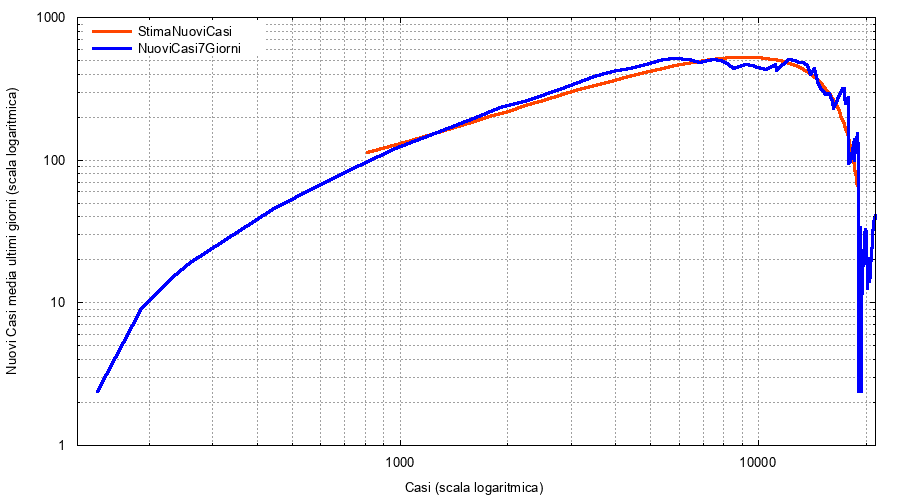 StimaNuoviCasi
NuoviCasi7Giorni
1000
100
10
1
1000
10000
Nuovi Casi media ultimi giorni (scala logaritmica)
Casi (scala logaritmica)